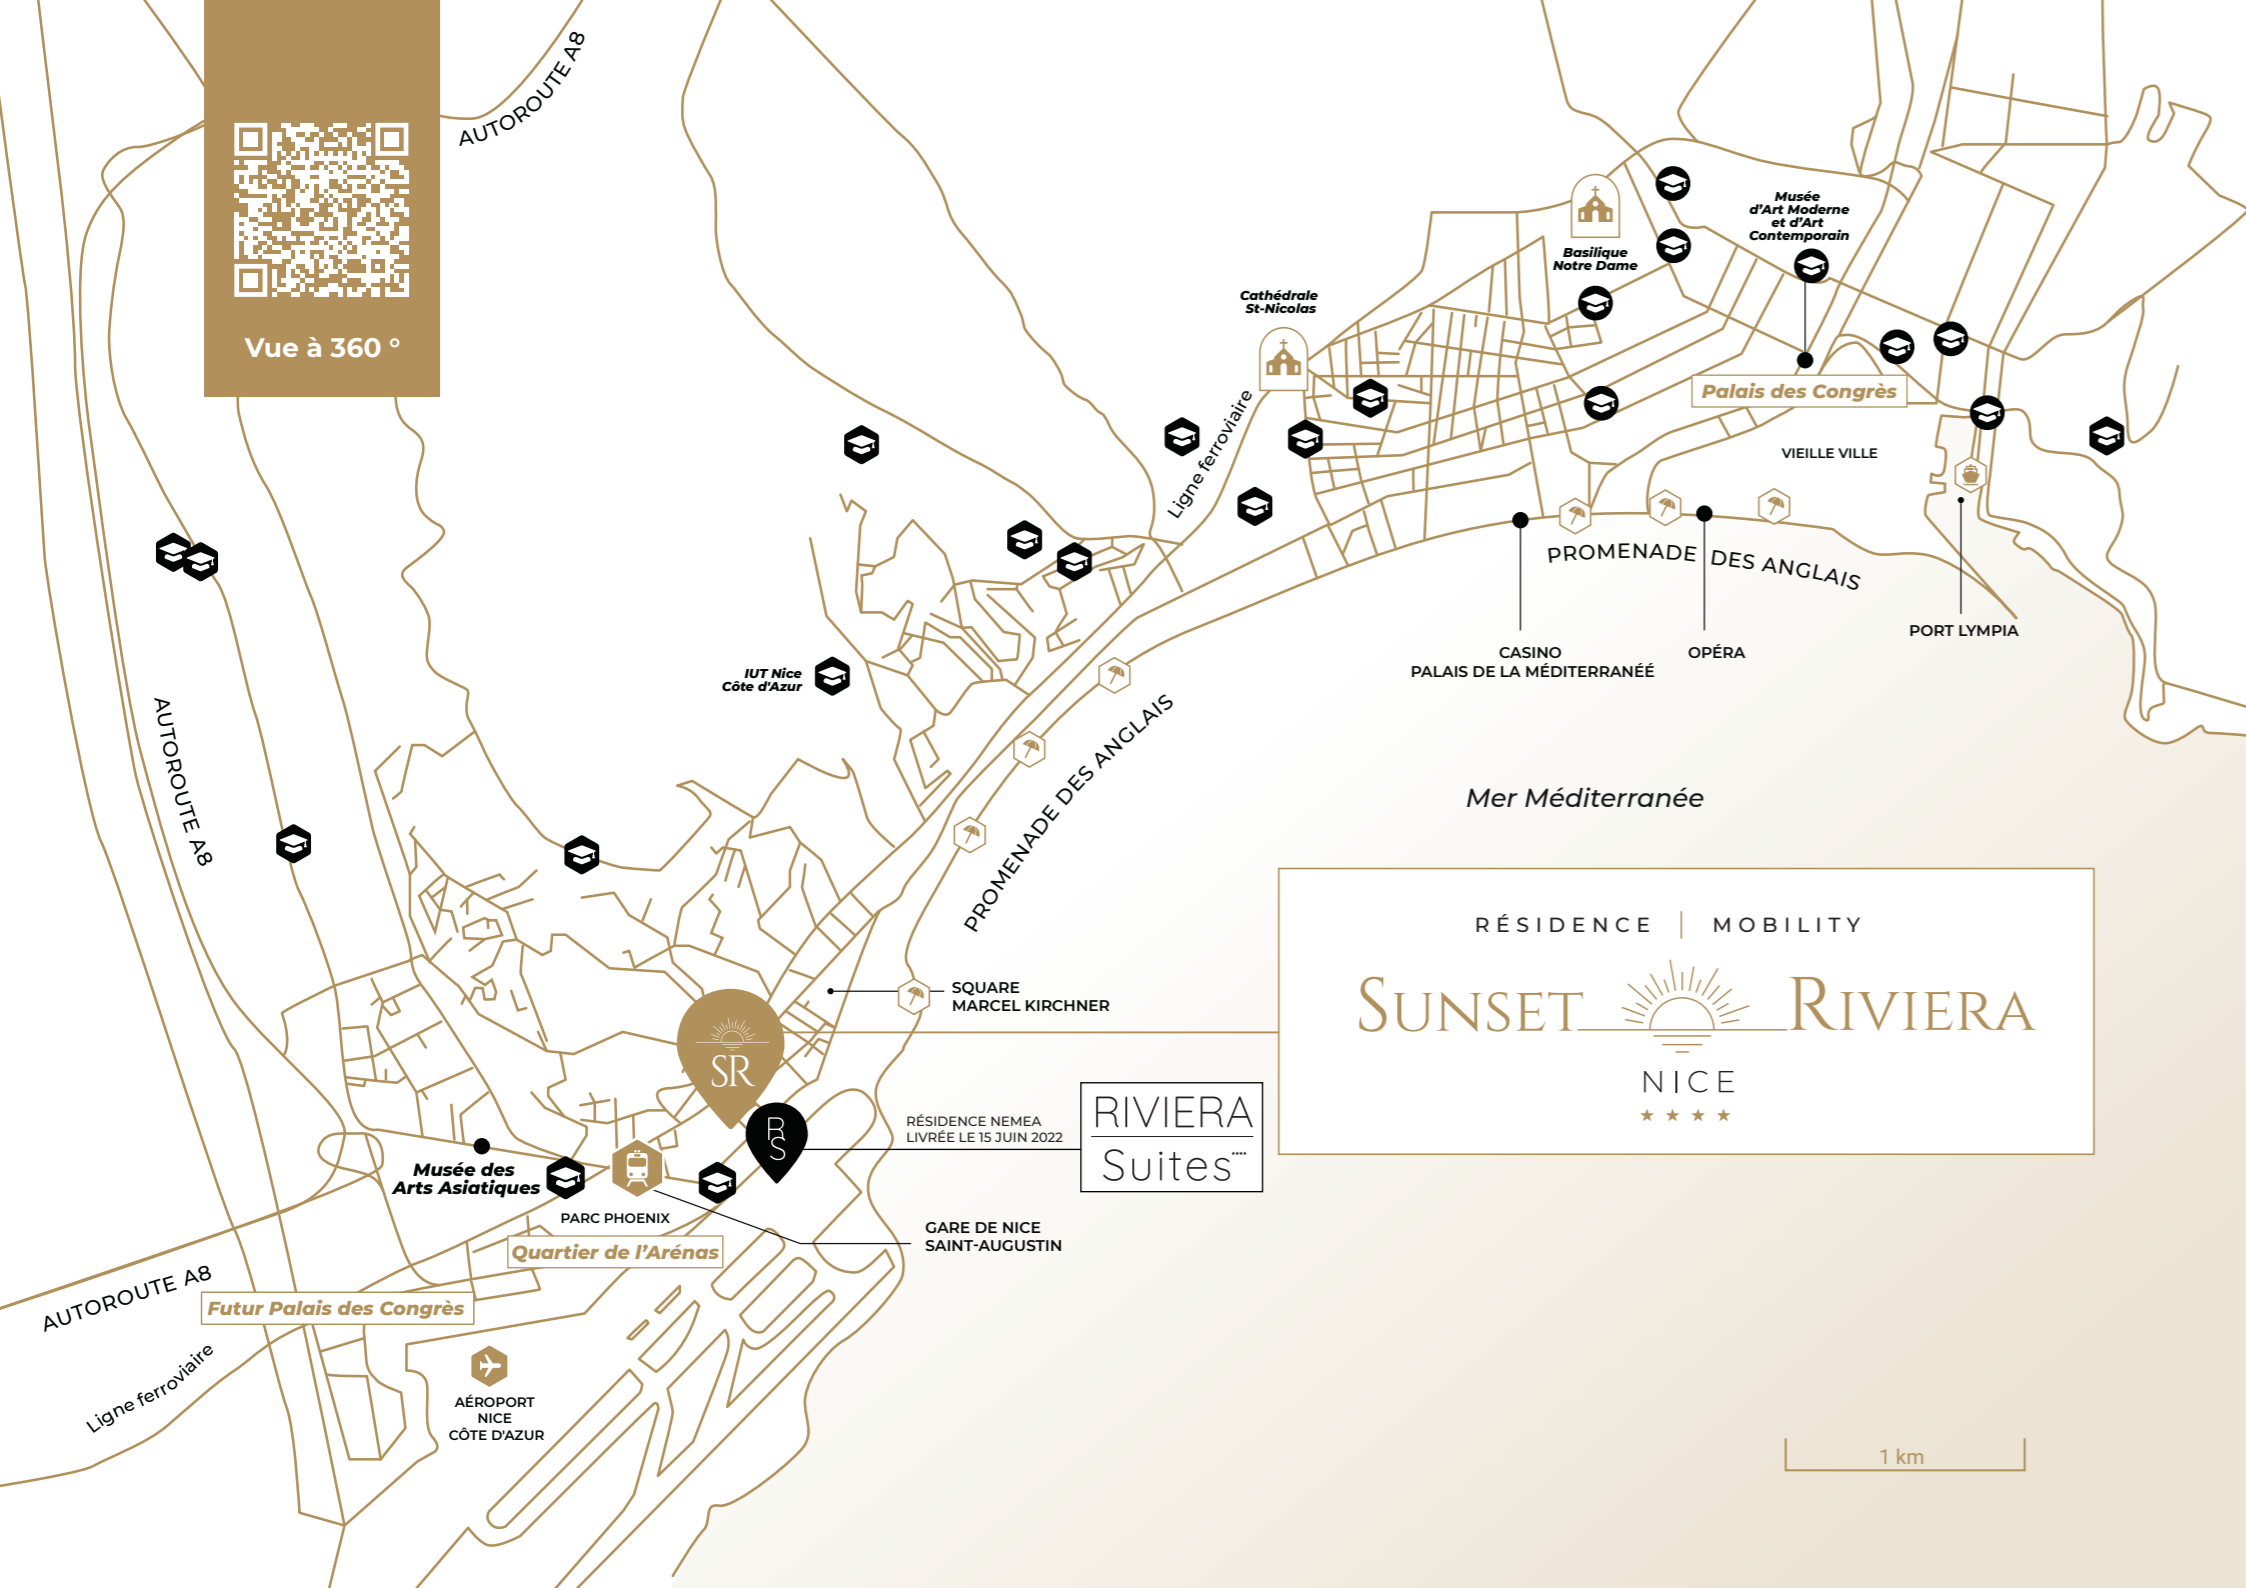 AUTOROUTE A8
Vue à 360 °
Musée
d'Art Moderne
et d'Art
Contemporain
Basilique
Notre Dame
Cathédrale
St-Nicolas
Ligne ferroviaire
Palais des Congrès
VIEILLE VILLE
PROMENADE DES ANGLAIS
CASINO
PALAIS DE LA MÉDITERRANÉÉ
OPÉRA
PORT LYMPIA
IUT Nice
Côte d'Azur
AUTOROUTE A8
PROMENADE DES ANGLAIS
Mer Méditerranée
RÉSIDENCE | MOBILITY
SUNSET RIVIERA
NICE
SQUARE
MARCEL KIRCHNER
SR
RS
RÉSIDENCE NEMEA
LIVRÉE LE 15 JUIN 2022
RIVIERA
Suites
Musée des
Arts Asiatiques
PARC PHOENIX
GARE DE NICE
SAINT-AUGUSTIN
Quartier de l'Arénas
AUTOROUTE A8
Futur Palais des Congrès
Ligne ferroviaire
AÉROPORT
NICE
CÔTE D'AZUR
1 km